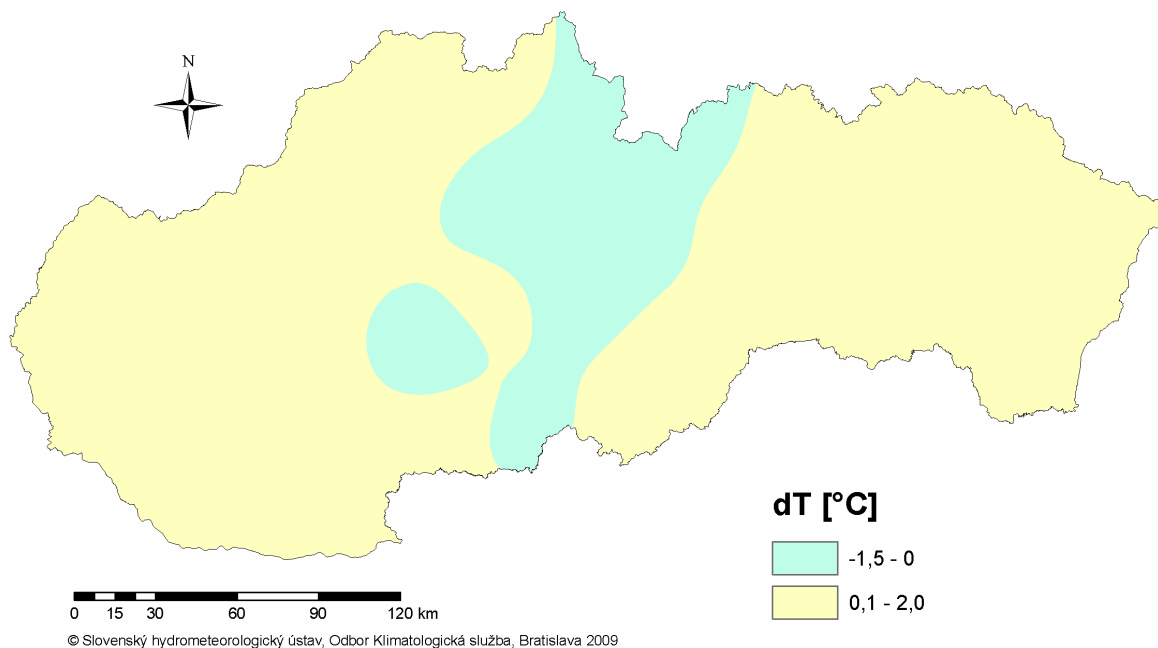 N
dT [°C]
-1,5 - 0
0,1 - 2,0
0 15 30 60 90 120 km
© Slovenský hydrometeorologický ústav, Odbor Klimatologická služba, Bratislava 2009